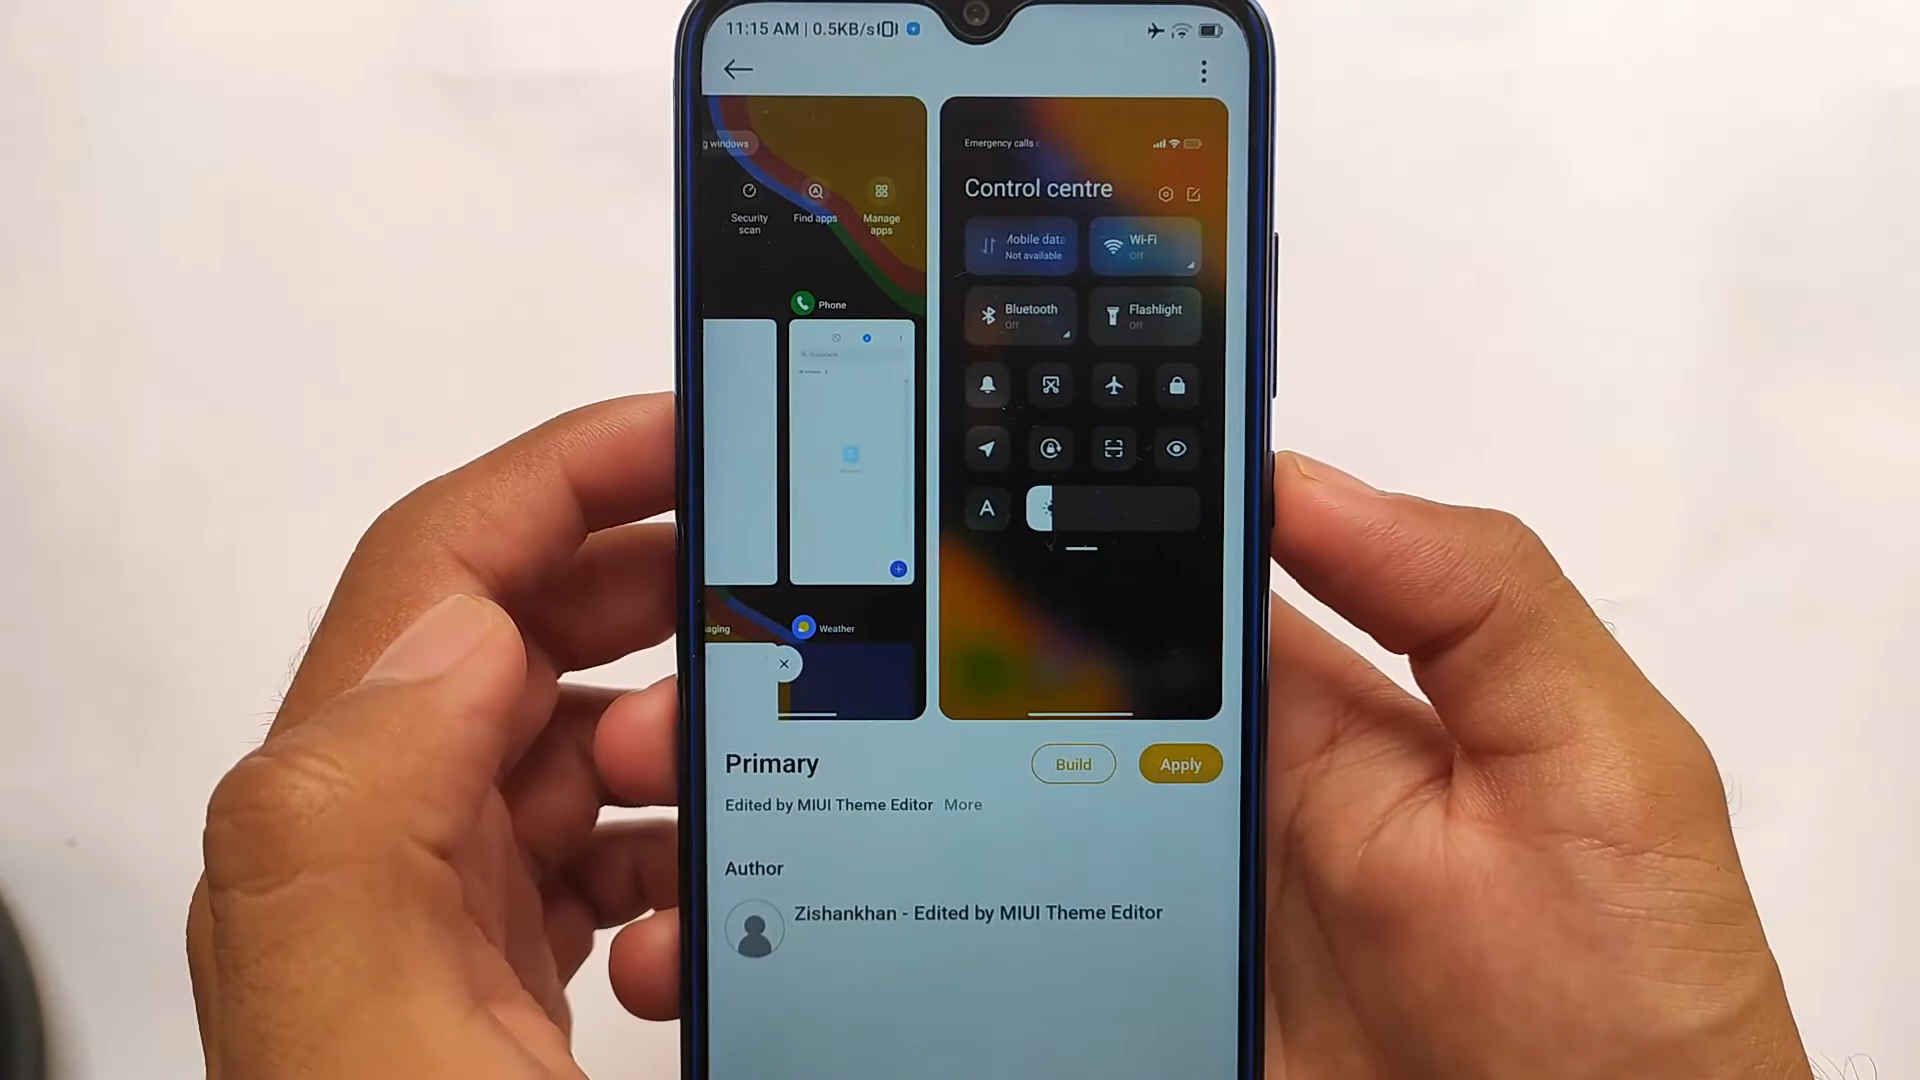 11:15 AM | 0.5KB/s
g windows
Security scan
Find apps
Manage apps
Phone
aging
Weather
Emergency calls
Control centre
Mobile data
Not available
Wi-Fi
Off
Bluetooth
Off
Flashlight
Off
A
Primary
Build
Apply
Edited by MIUI Theme Editor More
Author
Zishankhan - Edited by MIUI Theme Editor